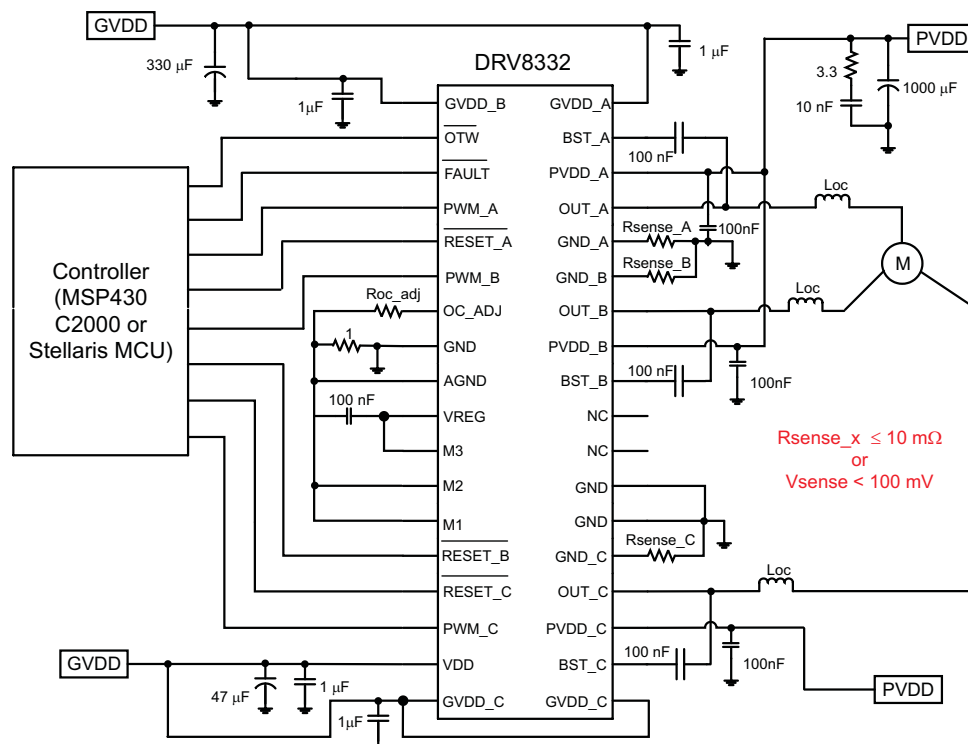 GVDD
PVDD
330 μF
1μF
1 μF
3.3
10 nF
1000 μF
DRV8332
Controller
(MSP430
C2000 or
Stellaris MCU)
GVDD_B
OTW
FAULT
PWM_A
RESET_A
PWM_B
OC_ADJ
GND
AGND
VREG
M3
M2
M1
RESET_B
RESET_C
PWM_C
VDD
GVDD_C
GVDD_A
BST_A
PVDD_A
OUT_A
GND_A
GND_B
OUT_B
PVDD_B
BST_B
NC
NC
GND
GND
GND_C
OUT_C
PVDD_C
BST_C
GVDD_C
Roc_adj
1
100 nF
100 nF
100nF
Rsense_A
Rsense_B
Loc
M
Loc
100 nF
100nF
Rsense_x ≤ 10 mΩ
or
Vsense < 100 mV
Rsense_C
Loc
100 nF
100nF
PVDD
GVDD
47 μF
1 μF
1μF